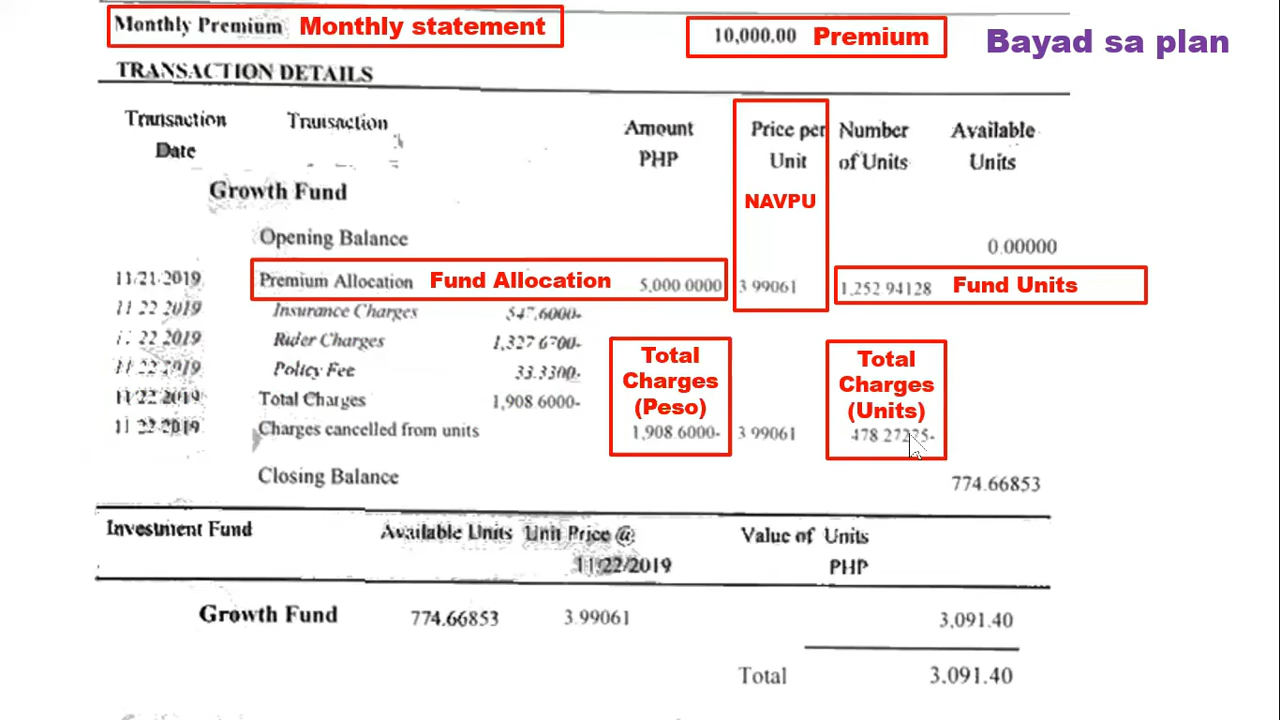 Monthly Premium Monthly statement 10,000.00 Premium Bayad sa plan
TRANSACTION DETAILS
Transaction Date Transaction Amount PHP Price per Unit Number of Units Available Units
NAVPU
Growth Fund
Opening Balance 0.00000
11/21/2019 Premium Allocation Fund Allocation 5,000.0000 3 99061 1,252 94128 Fund Units
11 22 2019 Insurance Charges 547.6000-
11 22 2019 Rider Charges 1,327 6700-
11 22 2019 Policy Fee 33.3300-
11/22/2019 Total Charges 1,908.6000-
Total Charges (Peso)
Total Charges (Units)
11 22 2019 Charges cancelled from units 1,908.6000- 3 99061
Closing Balance 774.66853
Investment Fund Available Units Unit Price @ 11/22/2019 Value of Units PHP
Growth Fund 774.66853 3.99061 3,091.40
Total 3,091.40